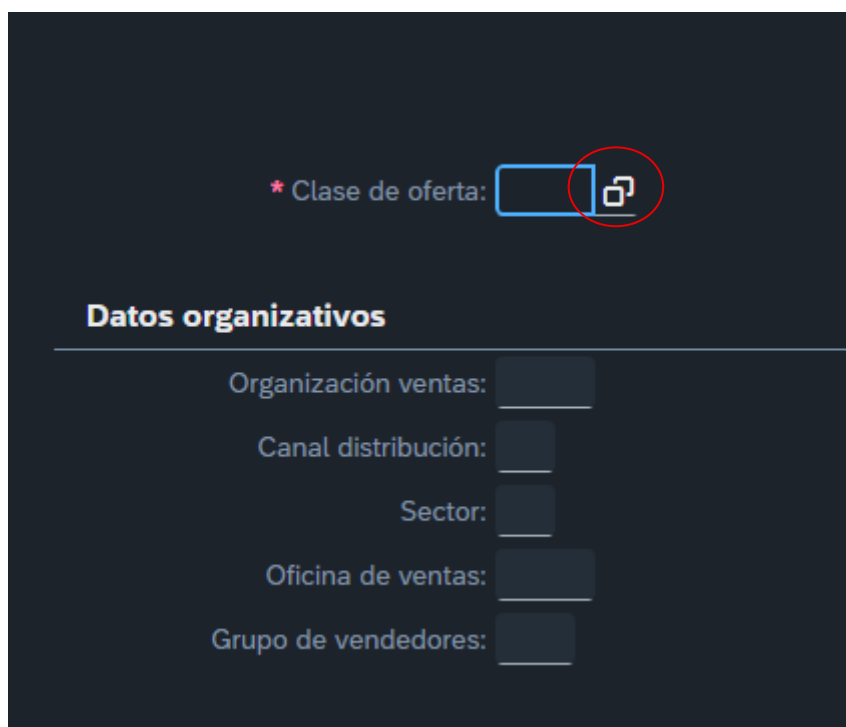 * Clase de oferta:
Datos organizativos
Organización ventas:
Canal distribución:
Sector:
Oficina de ventas:
Grupo de vendedores: